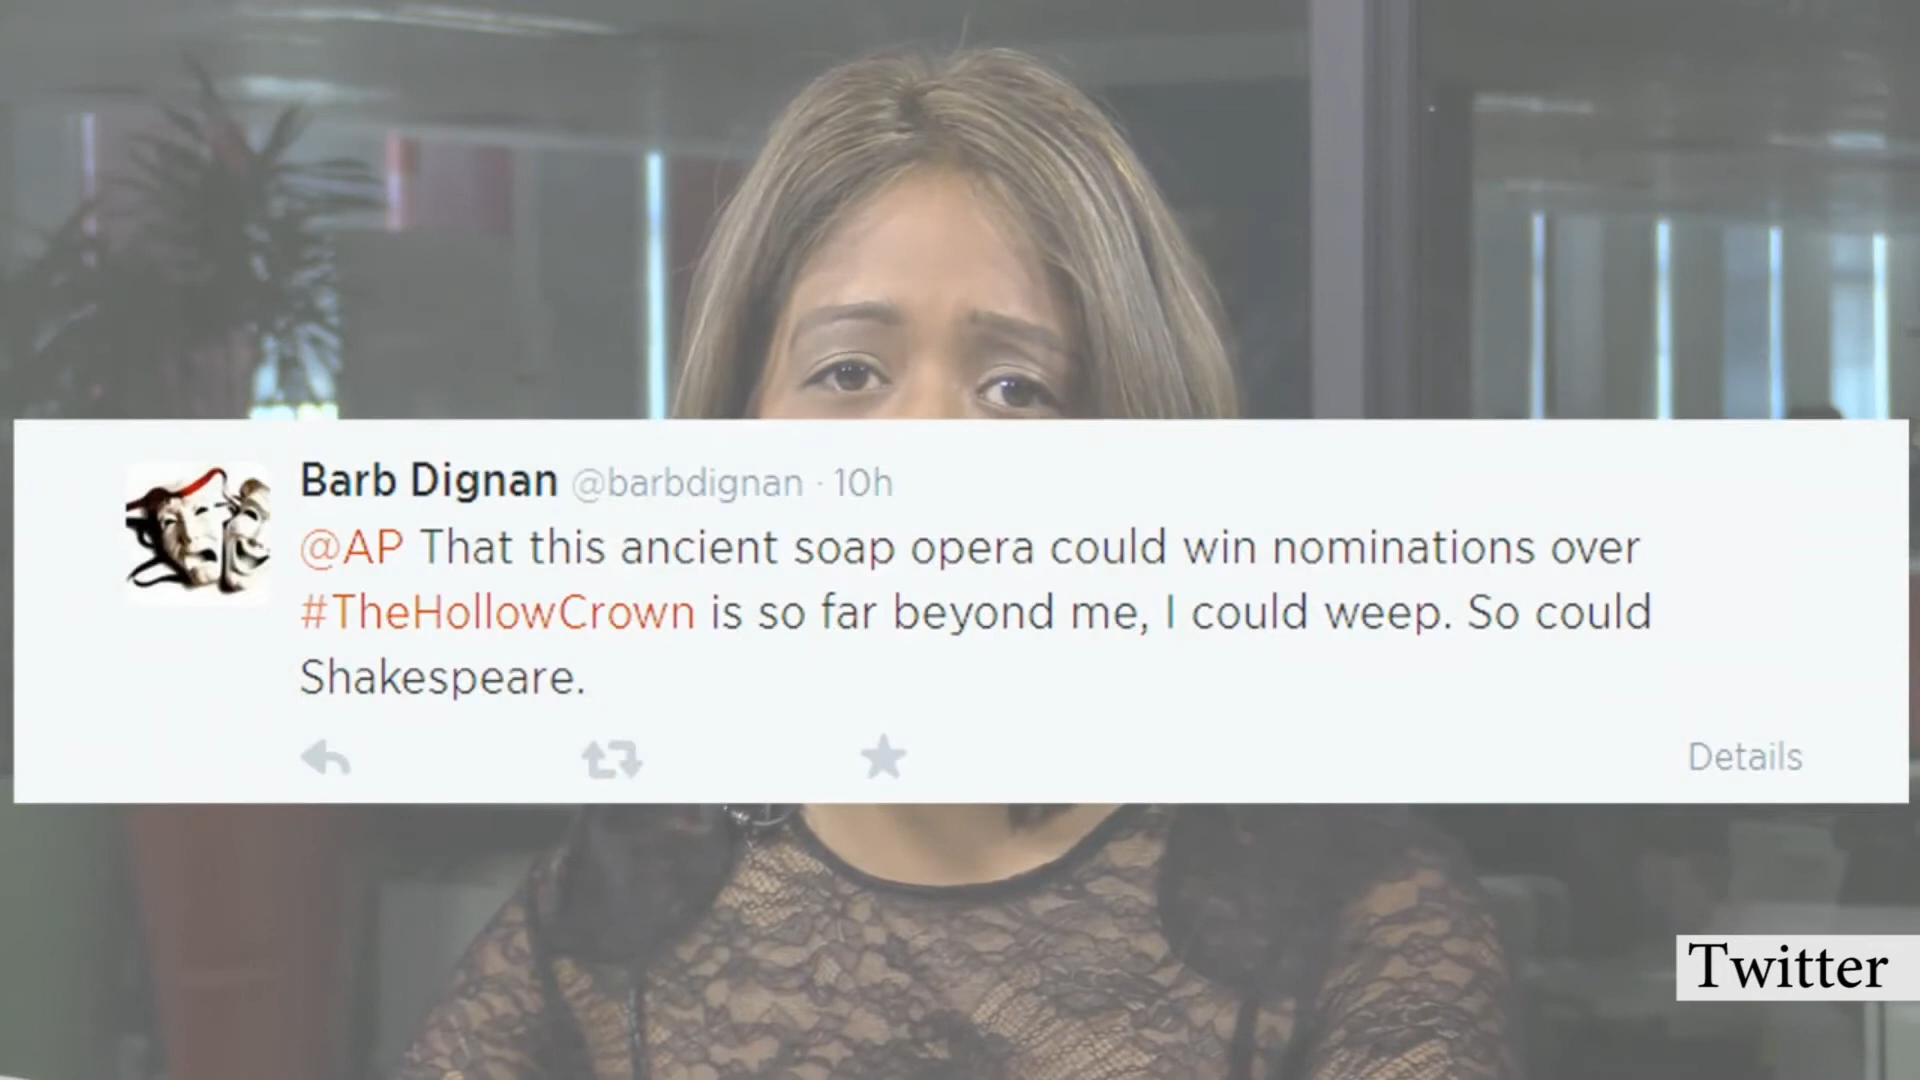 Barb Dignan @barbdignan · 10h
@AP That this ancient soap opera could win nominations over
#TheHollowCrown is so far beyond me, I could weep. So could
Shakespeare.
Details
Twitter